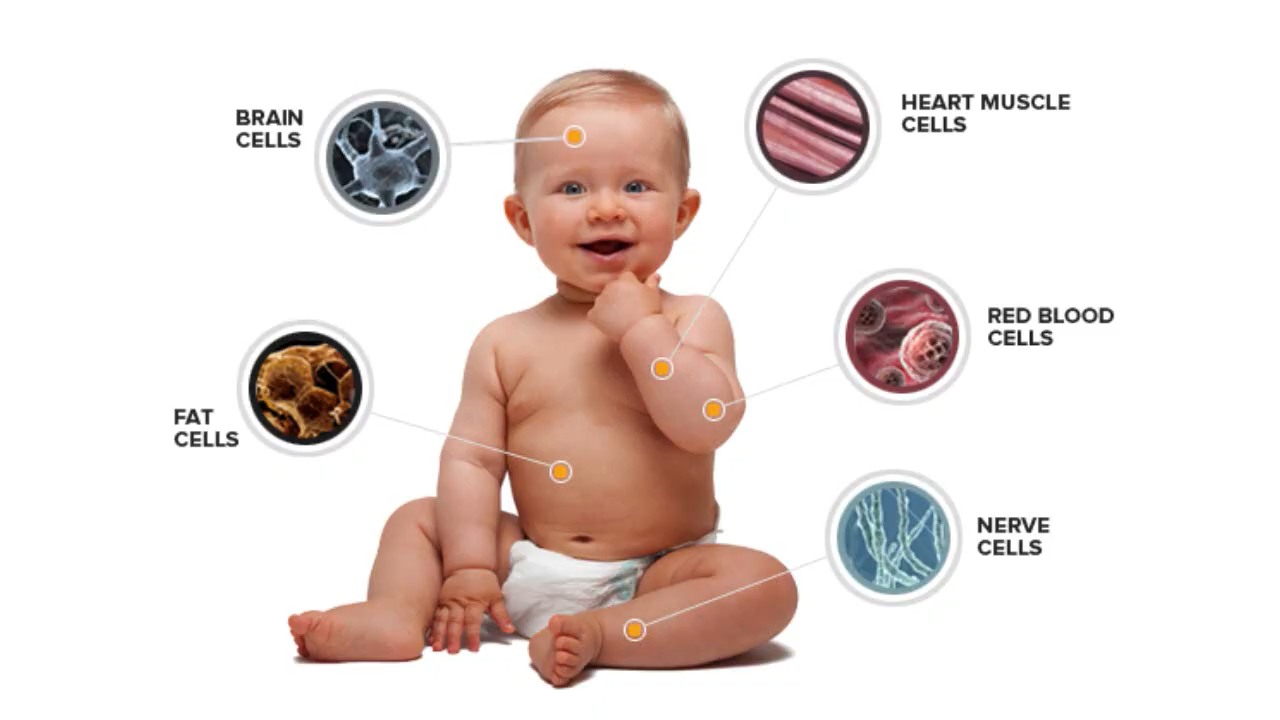 BRAIN
CELLS
HEART MUSCLE
CELLS
RED BLOOD
CELLS
FAT
CELLS
NERVE
CELLS